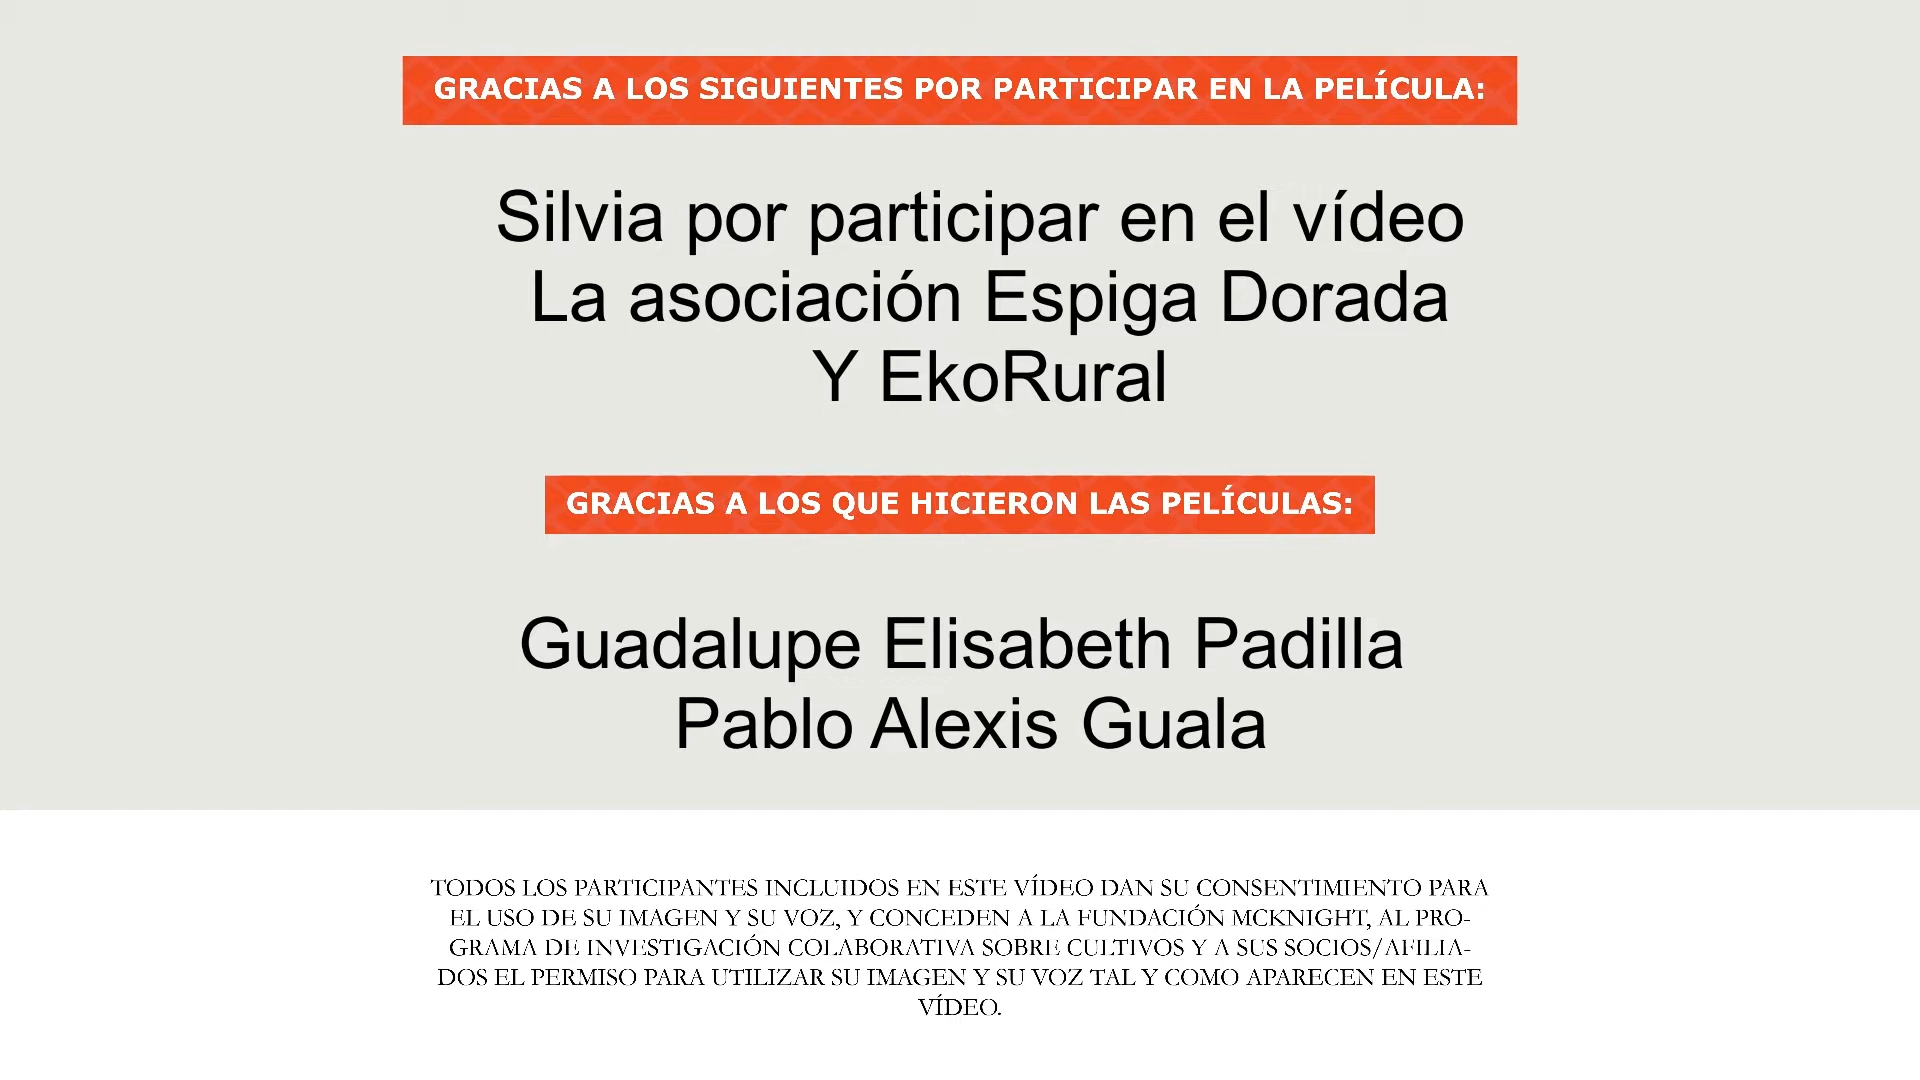 GRACIAS A LOS SIGUIENTES POR PARTICIPAR EN LA PELÍCULA:
Silvia por participar en el vídeo
La asociación Espiga Dorada
Y EkoRural
GRACIAS A LOS QUE HICIERON LAS PELÍCULAS:
Guadalupe Elisabeth Padilla
Pablo Alexis Guala
TODOS LOS PARTICIPANTES INCLUIDOS EN ESTE VÍDEO DAN SU CONSENTIMIENTO PARA
EL USO DE SU IMAGEN Y SU VOZ, Y CONCEDEN A LA FUNDACIÓN MCKNIGHT, AL PRO-
GRAMA DE INVESTIGACIÓN COLABORATIVA SOBRE CULTIVOS Y A SUS SOCIOS/AFILIA-
DOS EL PERMISO PARA UTILIZAR SU IMAGEN Y SU VOZ TAL Y COMO APARECEN EN ESTE
VÍDEO.